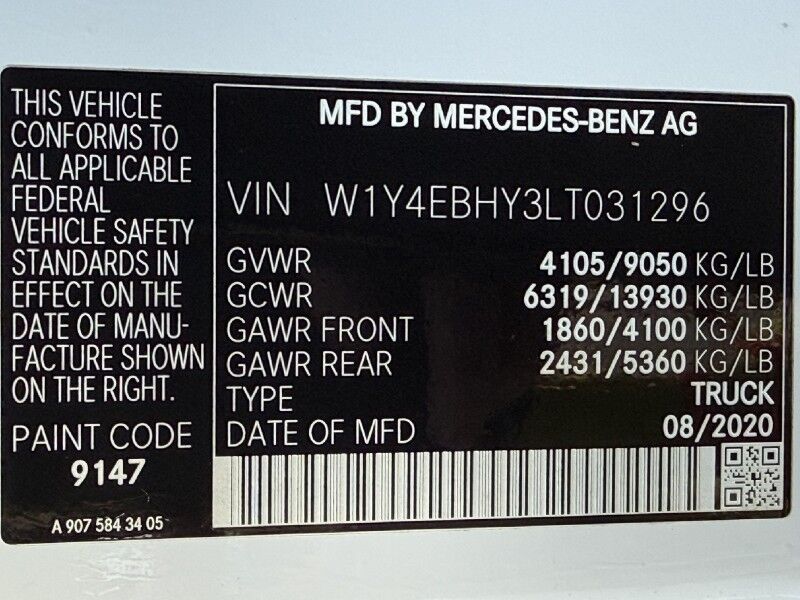 THIS VEHICLE
CONFORMS TO
ALL APPLICABLE
FEDERAL
VEHICLE SAFETY
STANDARDS IN
EFFECT ON THE
DATE OF MANU-
FACTURE SHOWN
ON THE RIGHT.
PAINT CODE
9147
A 907 584 34 05
MFD BY MERCEDES-BENZ AG
VIN W1Y4EBHY3LT031296
GVWR 4105/9050 KG/LB
GCWR 6319/13930 KG/LB
GAWR FRONT 1860/4100 KG/LB
GAWR REAR 2431/5360 KG/LB
TYPE TRUCK
DATE OF MFD 08/2020